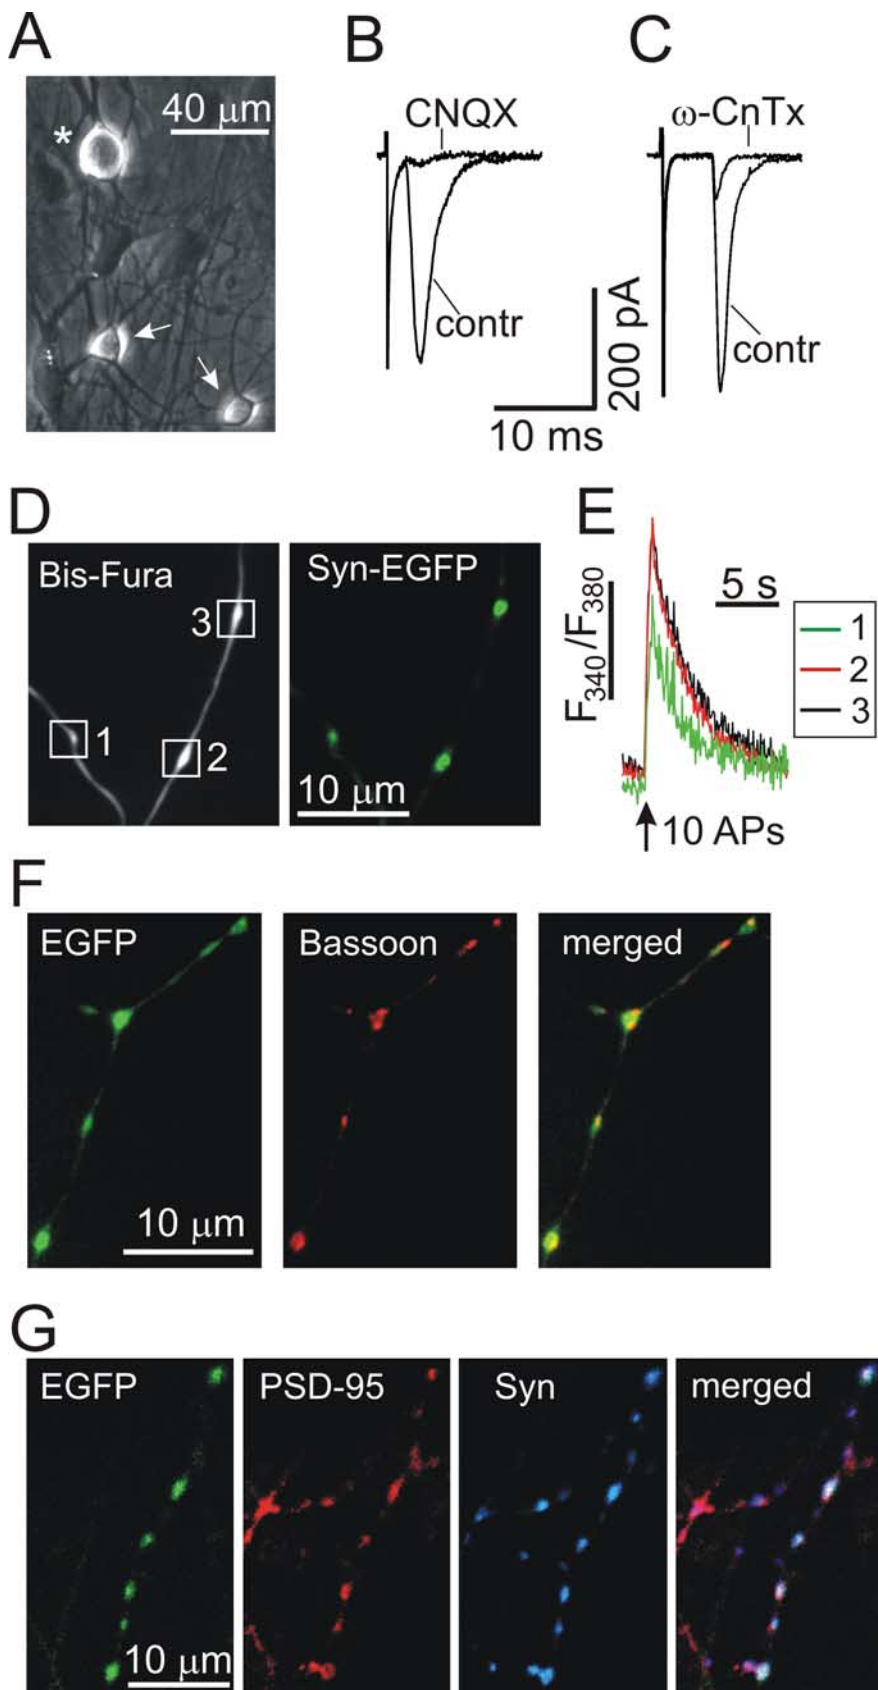 A
40 μm
*
B
CNQX
contr
C
ω-CnTx
contr
200 pA
10 ms
D
Bis-Fura
3
1
2
Syn-EGFP
10 μm
E
F340/F380
5 s
1
2
3
10 APs
F
EGFP
10 μm
Bassoon
merged
G
EGFP
10 μm
PSD-95
Syn
merged